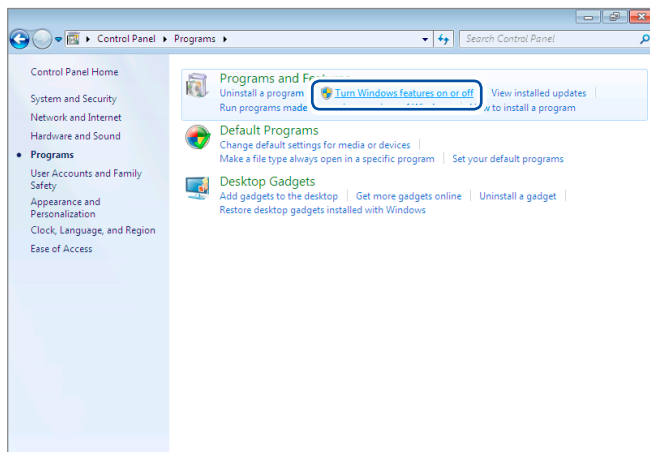 Control Panel Programs
Search Control Panel
Control Panel Home
System and Security
Network and Internet
Hardware and Sound
Programs
User Accounts and Family
Safety
Appearance and
Personalization
Clock, Language, and Region
Ease of Access
Programs and
Uninstall a program Turn Windows features on or off View installed updates
Run programs made to install a program
Default Programs
Change default settings for media or devices
Make a file type always open in a specific program Set your default programs
Desktop Gadgets
Add gadgets to the desktop Get more gadgets online Uninstall a gadget
Restore desktop gadgets installed with Windows